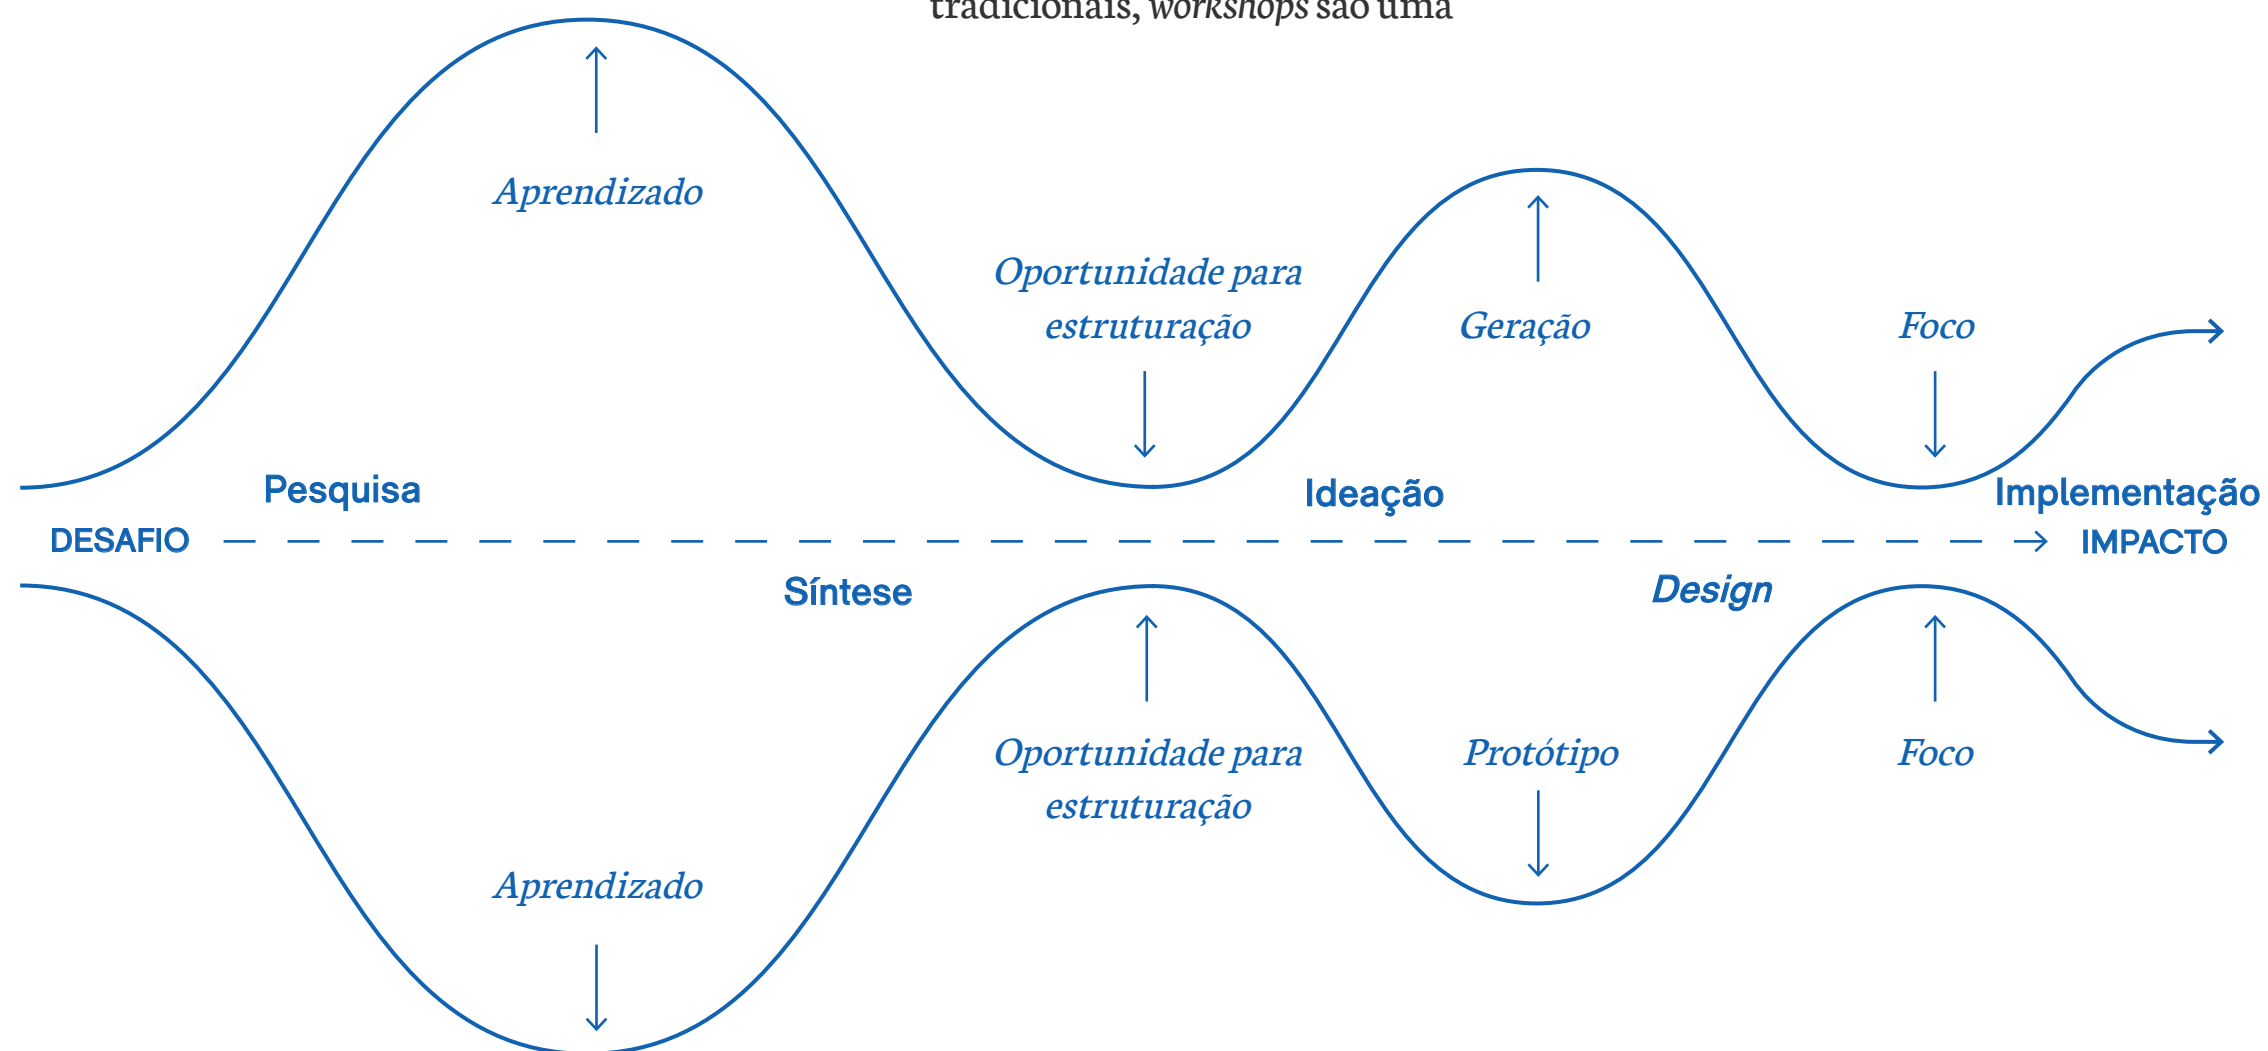 tradicionais, workshops são uma
Aprendizado
Oportunidade para
estruturação
Geração
Foco
Pesquisa
Ideação
Implementação
DESAFIO
IMPACTO
Síntese
Design
Oportunidade para
estruturação
Protótipo
Foco
Aprendizado